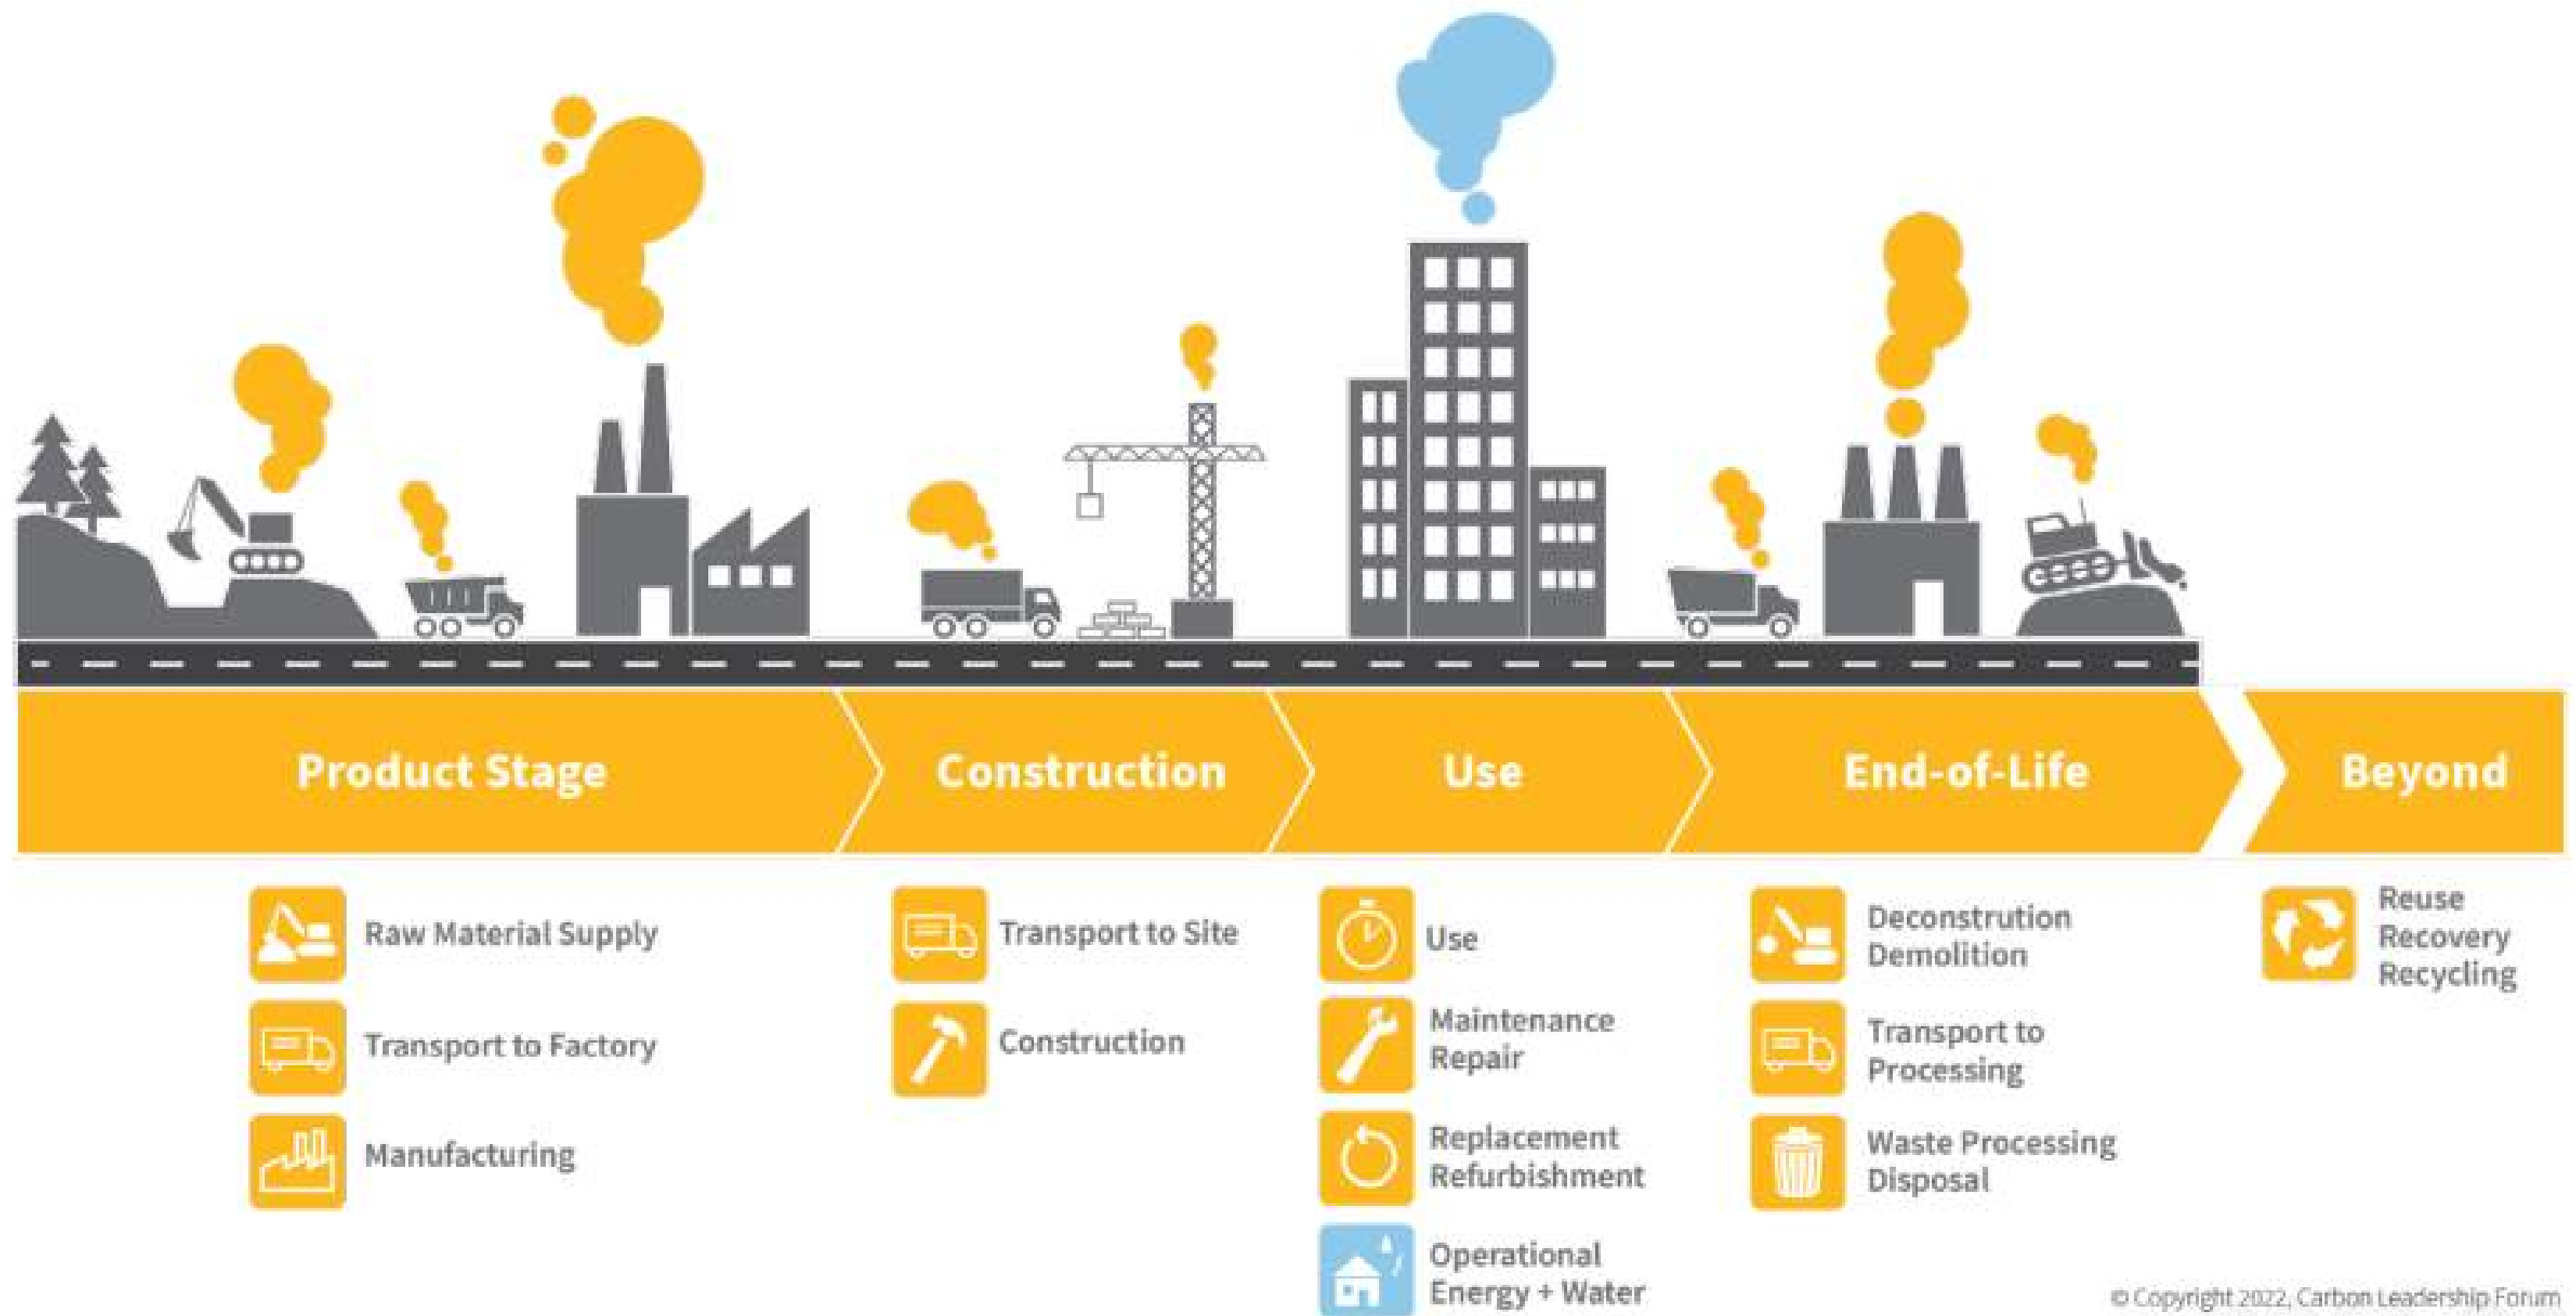 Product Stage
Construction
Use
End-of-Life
Beyond
Raw Material Supply
Transport to Factory
Manufacturing
Transport to Site
Construction
Use
Maintenance
Repair
Replacement
Refurbishment
Operational
Energy + Water
Deconstrution
Demolition
Transport to
Processing
Waste Processing
Disposal
Reuse
Recovery
Recycling
© Copyright 2022, Carbon Leadership Forum